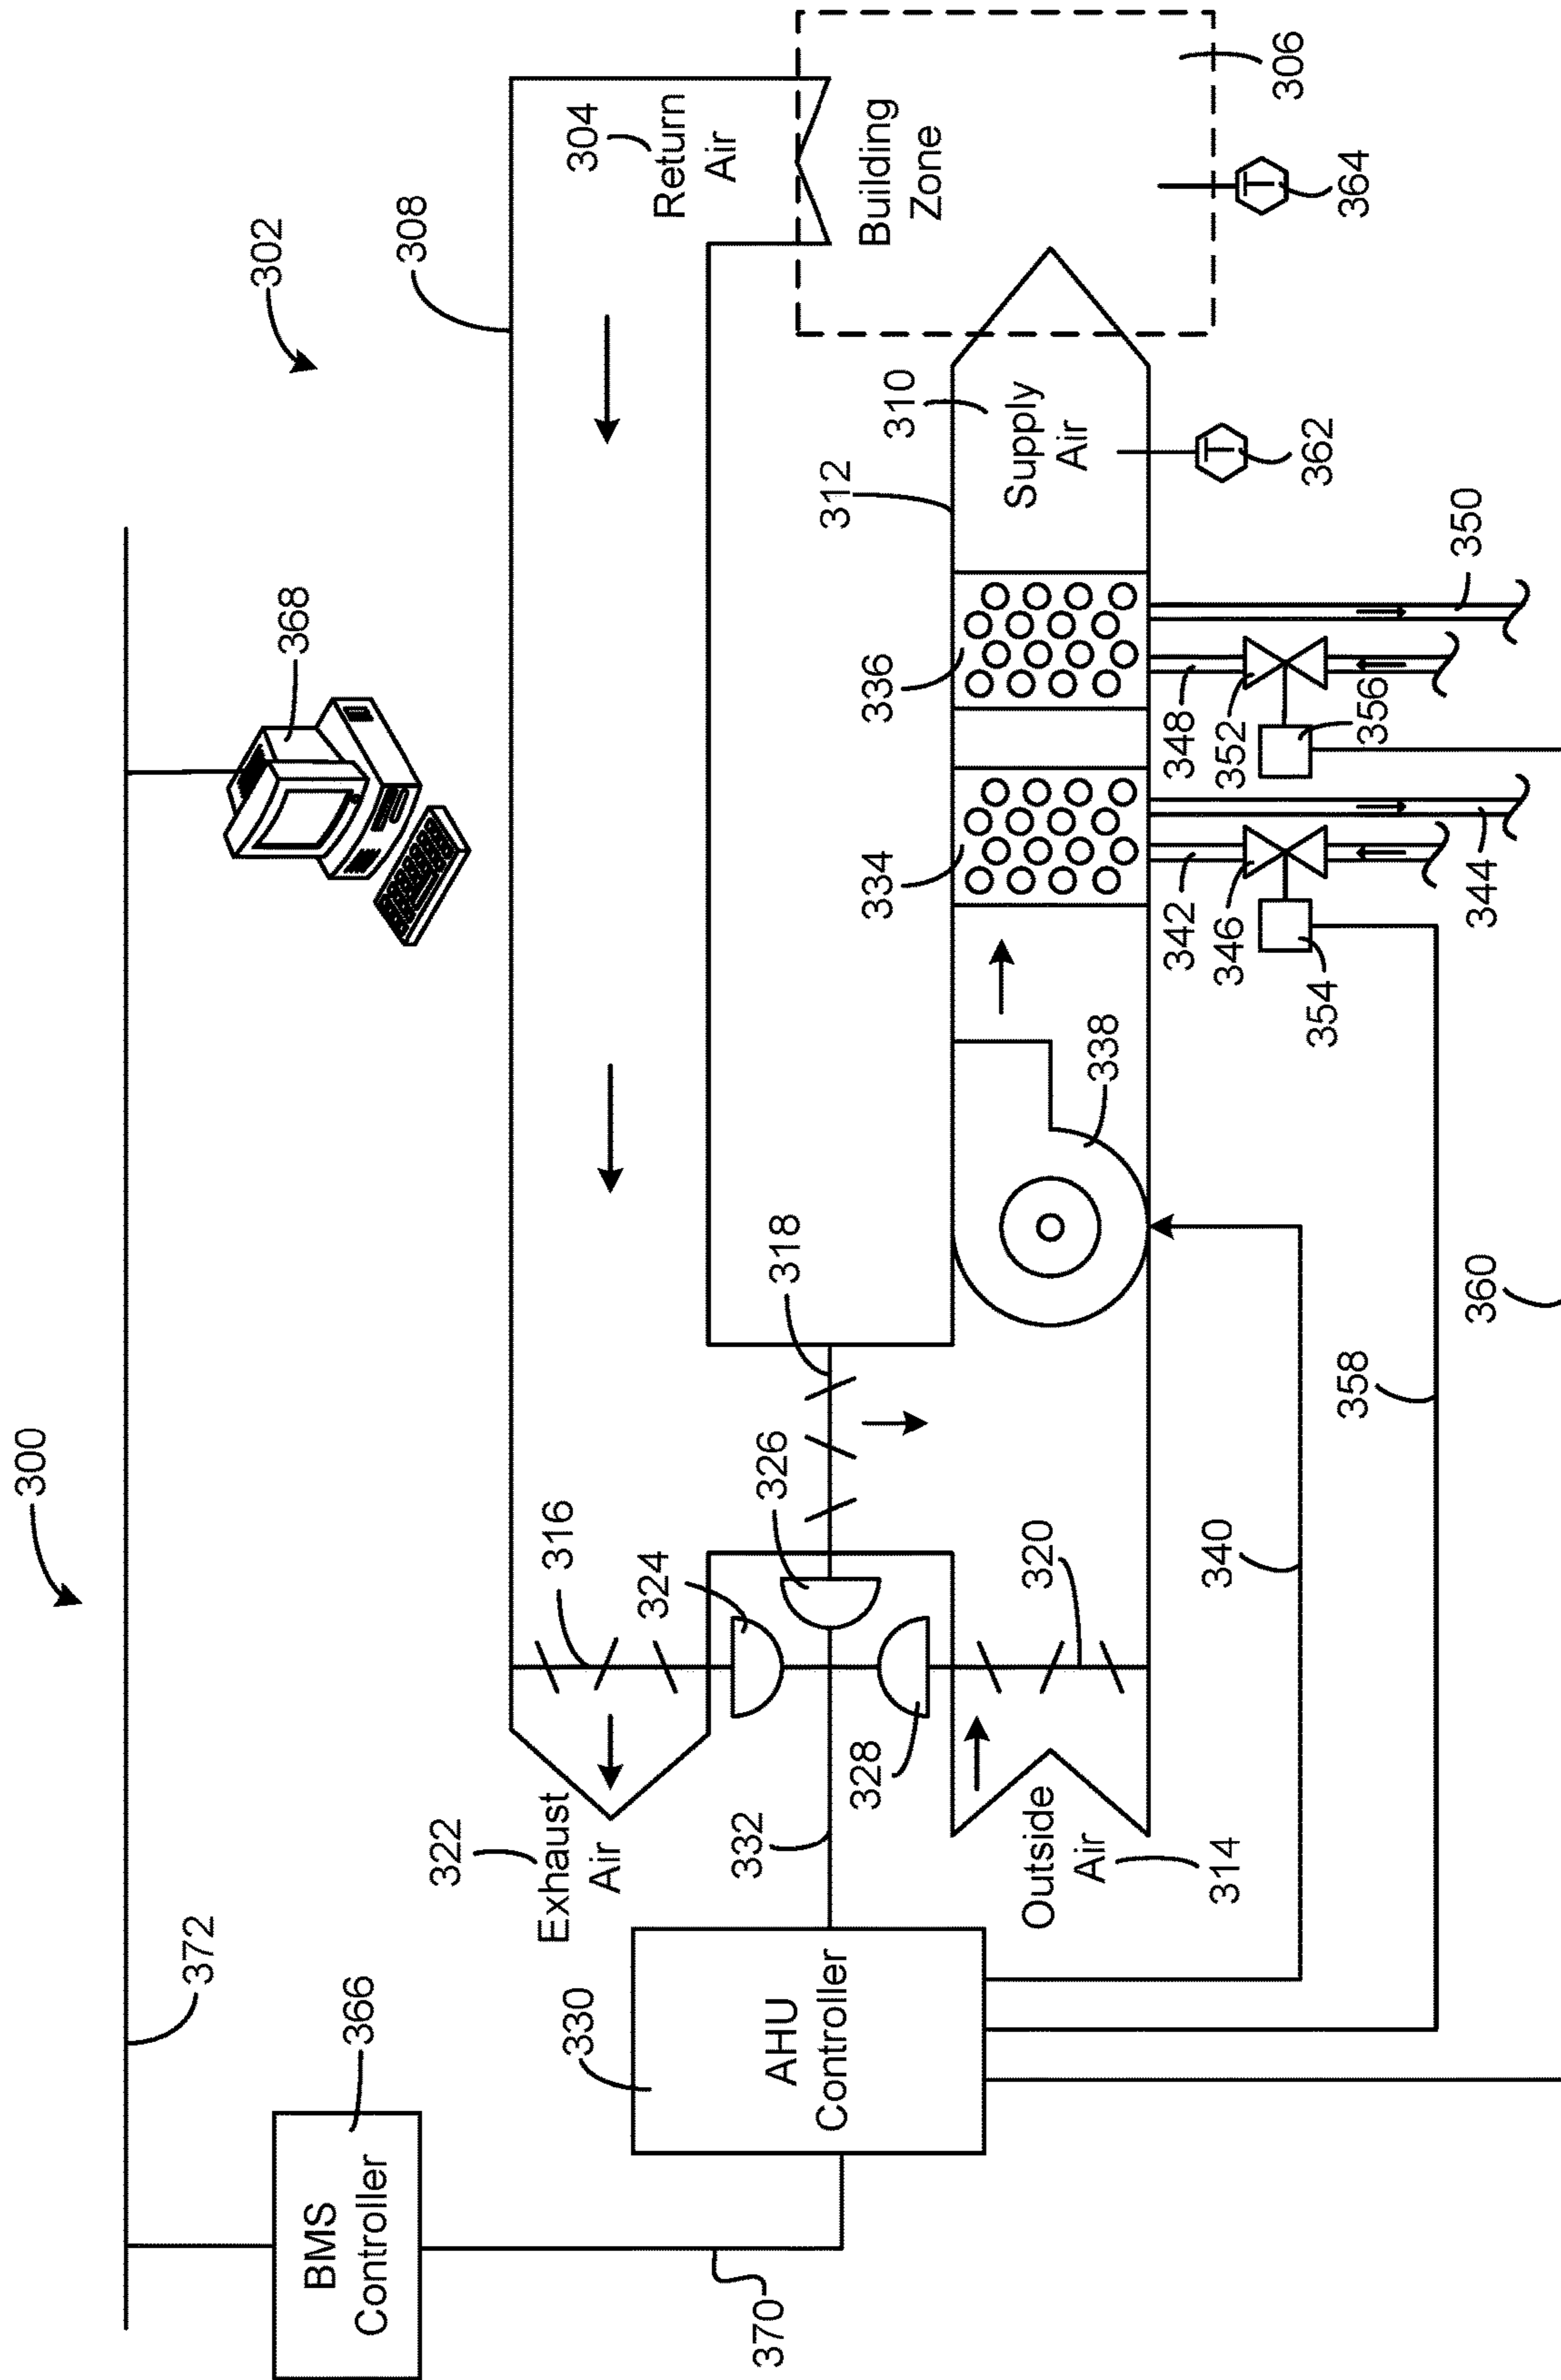 300
372
302
368
366
BMS
Controller
308
322
316
Exhaust
Air
330
304
Return
Air
324
332
370
326
318
AHU
Controller
312
328
334
336
Building
Zone
310
Supply
Air
Outside
Air
320
338
342
348
314
340
346
352
T
T
306
362
354
364
358
356
350
344
360